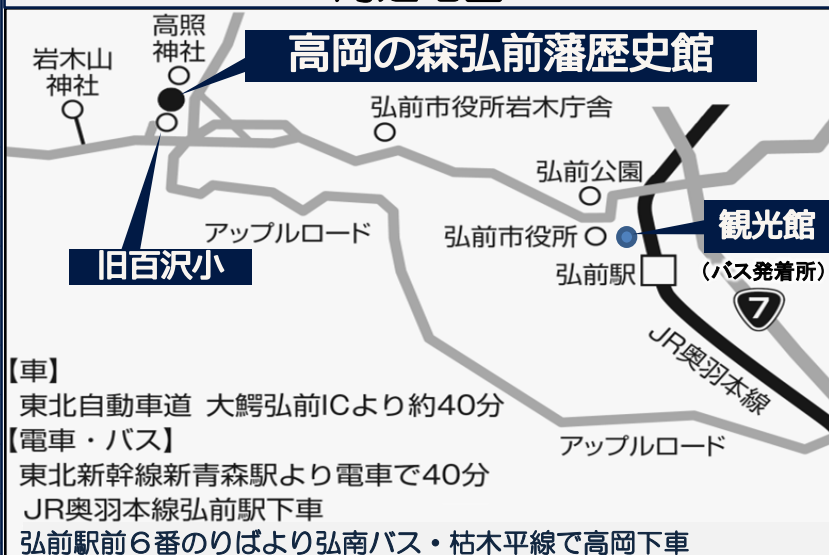 高照
神社
岩木山
神社
高岡の森弘前藩歴史館
弘前市役所岩木庁舎
弘前公園
アップルロード
弘前市役所
観光館
旧百沢小
弘前駅
（バス発着所）
7
JR奥羽本線
【車】
東北自動車道 大鰐弘前ICより約40分
アップルロード
【電車・バス】
東北新幹線新青森駅より電車で40分
JR奥羽本線弘前駅下車
弘前駅前６番のりばより弘南バス・枯木平線で高岡下車